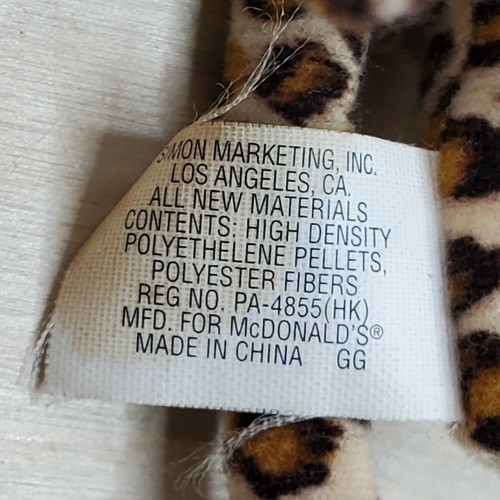 SIMON MARKETING, INC.
LOS ANGELES, CA.
ALL NEW MATERIALS
CONTENTS: HIGH DENSITY
POLYETHELENE PELLETS,
POLYESTER FIBERS
REG NO. PA-4855(HK)
MFD. FOR McDONALD'S®
MADE IN CHINA GG